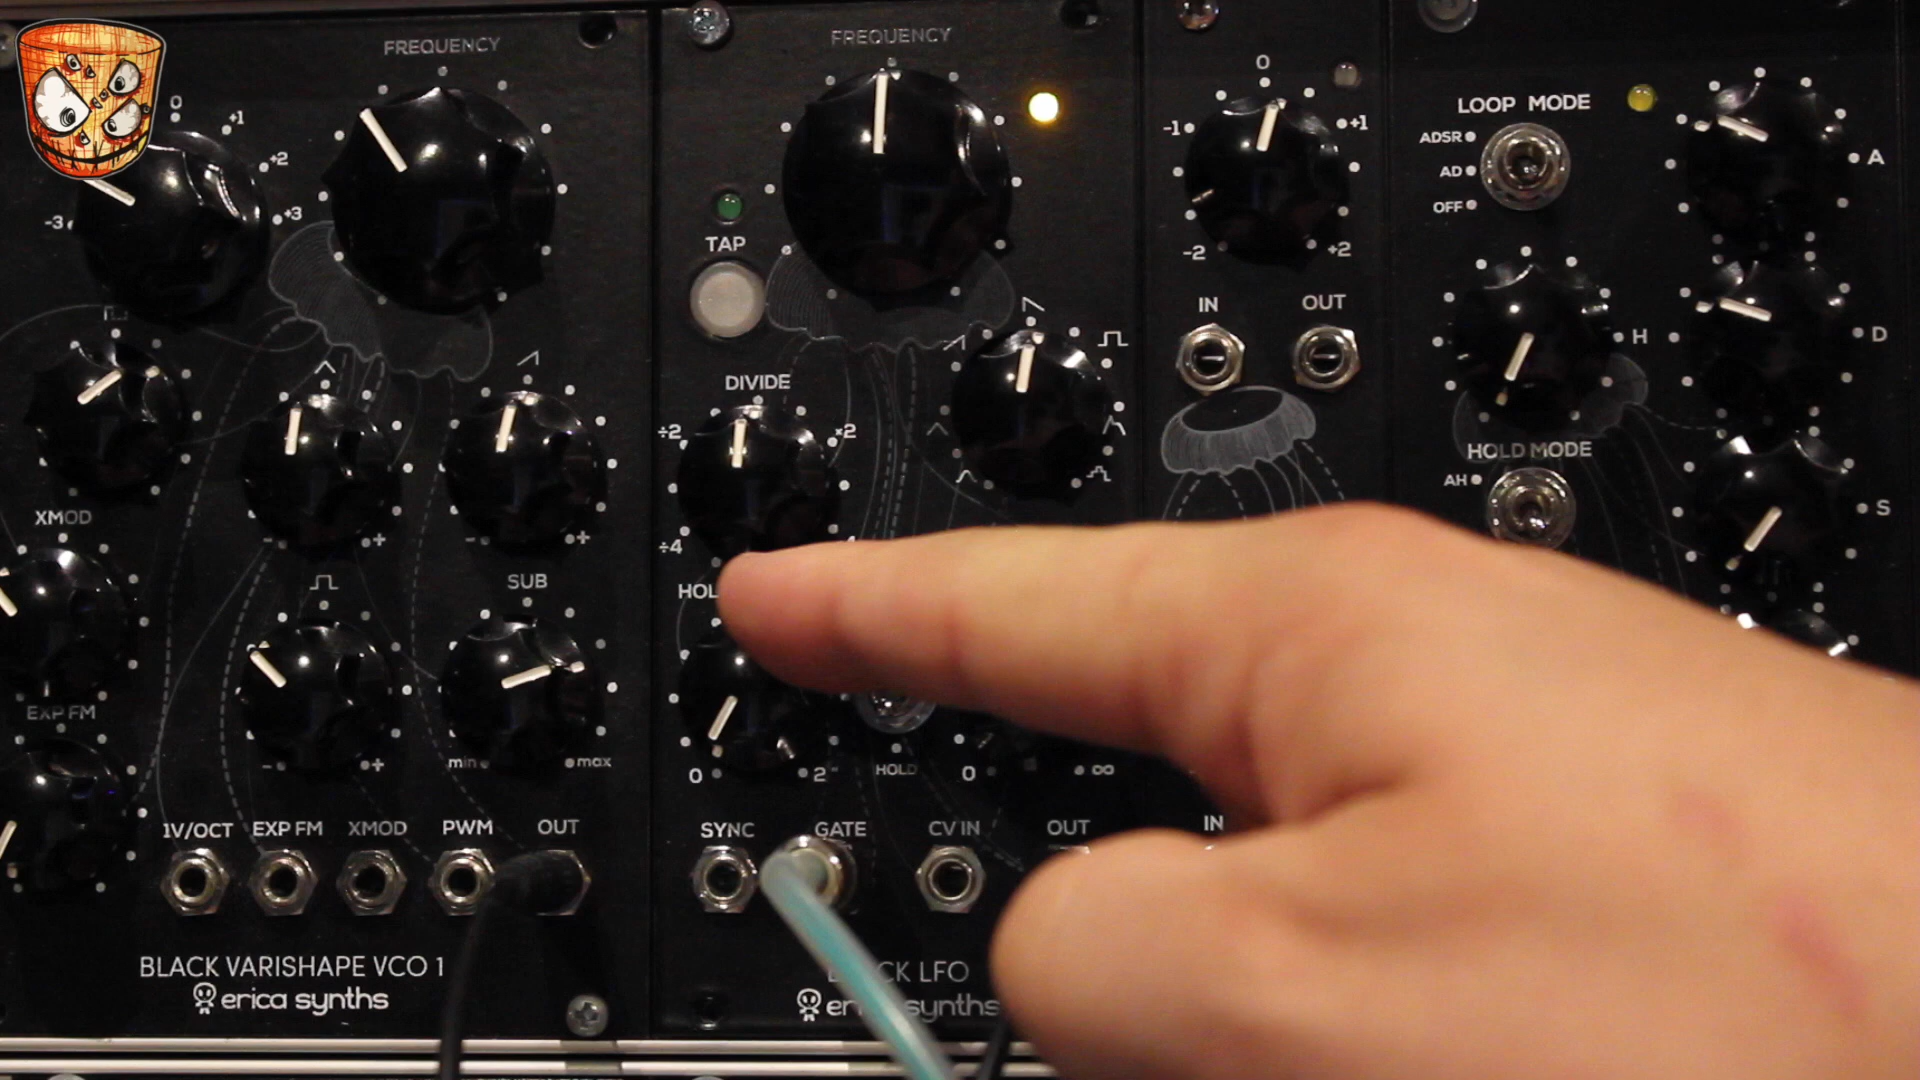 FREQUENCY
0
+1
+2
-3
+3
XMOD
EXP FM
- +
- +
SUB
- +
min max
1V/OCT EXP FM XMOD PWM OUT
BLACK VARISHAPE VCO 1
erica synths
FREQUENCY
TAP
DIVIDE
÷2
×2
÷4
0 2
HOLD
0 ∞
SYNC GATE CV IN OUT
LFO
synths
0
-1 +1
-2 +2
IN OUT
IN
LOOP MODE
ADSR
AD
OFF
A
H
D
HOLD MODE
AH
S